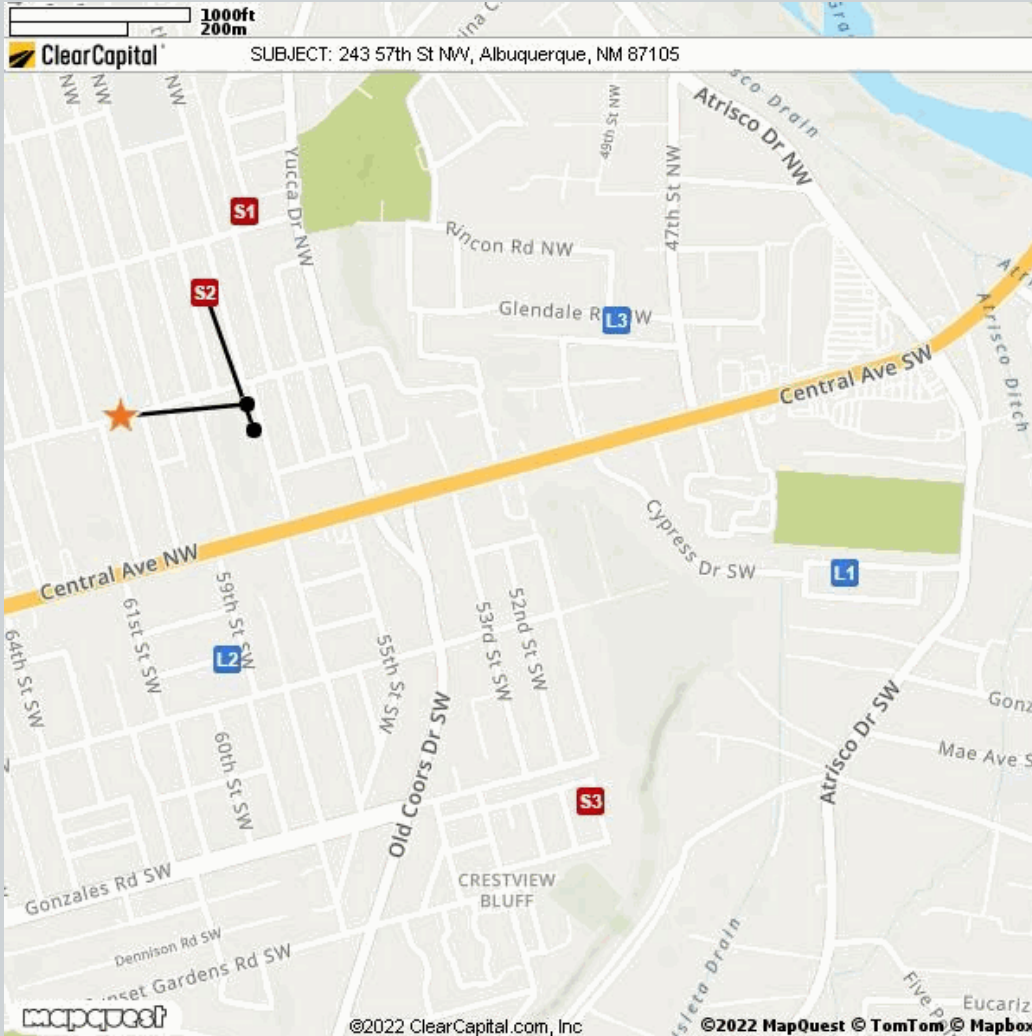 1000ft
200m
ClearCapital
SUBJECT: 243 57th St NW, Albuquerque, NM 87105
NW
NW
NW
Atrisco Dr NW
49th St NW
47th St NW
Yucca Dr NW
S1
Rincon Rd NW
S2
Glendale
L3
Central Ave SW
Atrisco Ditch
Central Ave NW
Cypress Dr SW
L1
59th St SW
61st St SW
64th St SW
L2
53rd St SW
52nd St SW
55th St SW
60th St SW
Old Coors Dr SW
Atrisco Dr SW
Mae Ave
S3
Gonzales Rd SW
CRESTVIEW
BLUFF
Dennison Rd SW
Gardens Rd SW
Drain
Five
mapquest
©2022 ClearCapital.com, Inc
©2022 MapQuest © TomTom © Mapbo